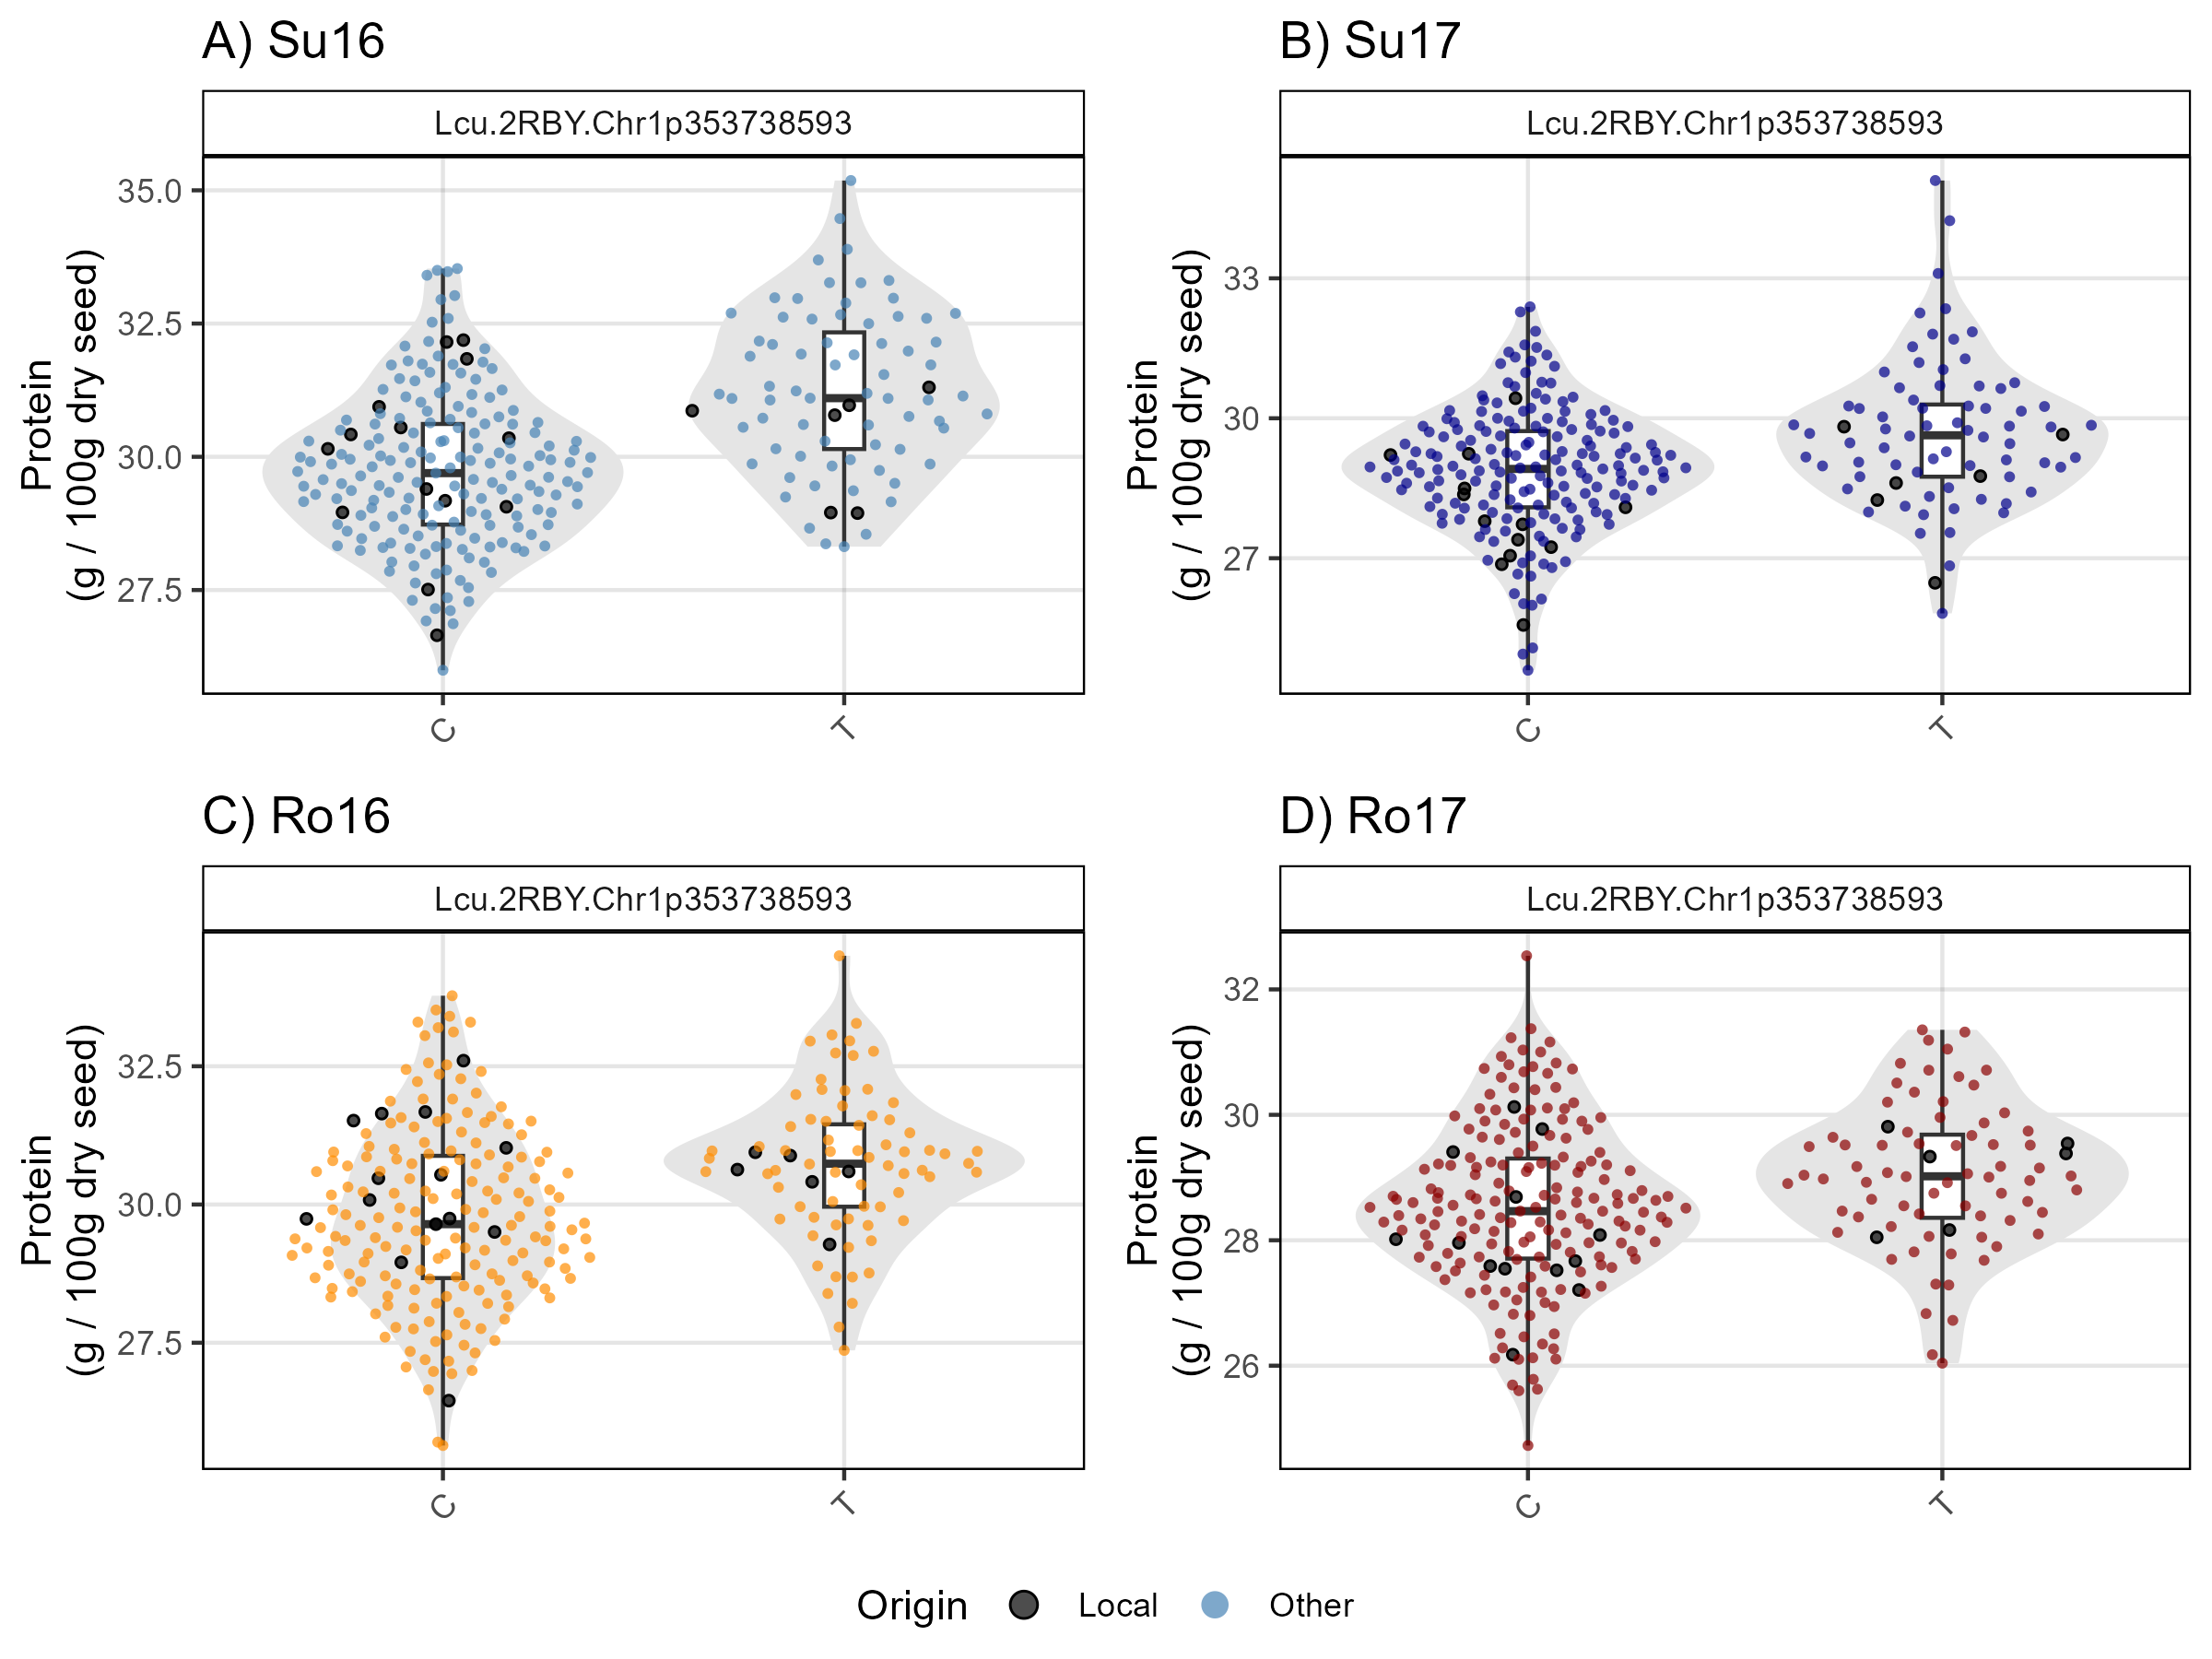 A) Su16
Lcu.2RBY.Chr1p353738593
Protein
(g / 100g dry seed)
35.0
32.5
30.0
27.5
C
T
B) Su17
Lcu.2RBY.Chr1p353738593
Protein
(g / 100g dry seed)
33
30
27
C
T
C) Ro16
Lcu.2RBY.Chr1p353738593
Protein
(g / 100g dry seed)
32.5
30.0
27.5
C
T
D) Ro17
Lcu.2RBY.Chr1p353738593
Protein
(g / 100g dry seed)
32
30
28
26
C
T
Origin Local Other